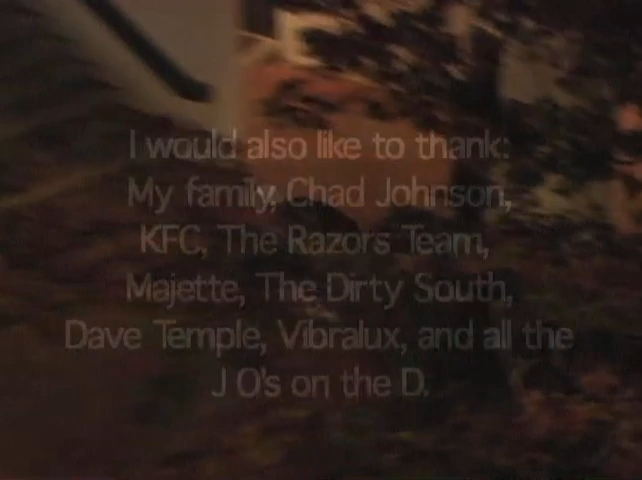 I would also like to thank:
My family, Chad Johnson,
KFC, The Razors Team,
Majette, The Dirty South,
Dave Temple, Vibralux, and all the
J O's on the D.